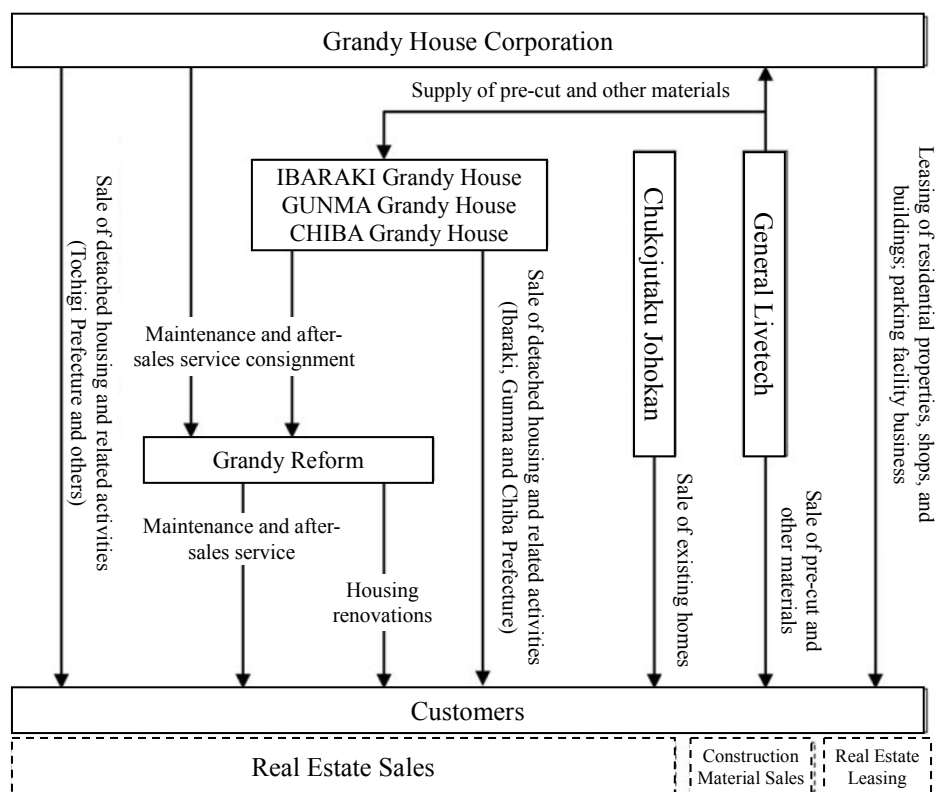 Grandy House Corporation
Supply of pre-cut and other materials
IBARAKI Grandy House
GUNMA Grandy House
CHIBA Grandy House
Sale of detached housing and related activities
(Tochigi Prefecture and others)
Maintenance and after-
sales service consignment
Sale of detached housing and related activities
(Ibaraki, Gunma and Chiba Prefecture)
Chukojutaku Johokan
General Livetech
Leasing of residential properties, shops, and
buildings; parking facility business
Grandy Reform
Maintenance and after-
sales service
Housing
renovations
Sale of existing homes
Sale of pre-cut and
other materials
Customers
Real Estate Sales
Construction
Material Sales
Real Estate
Leasing